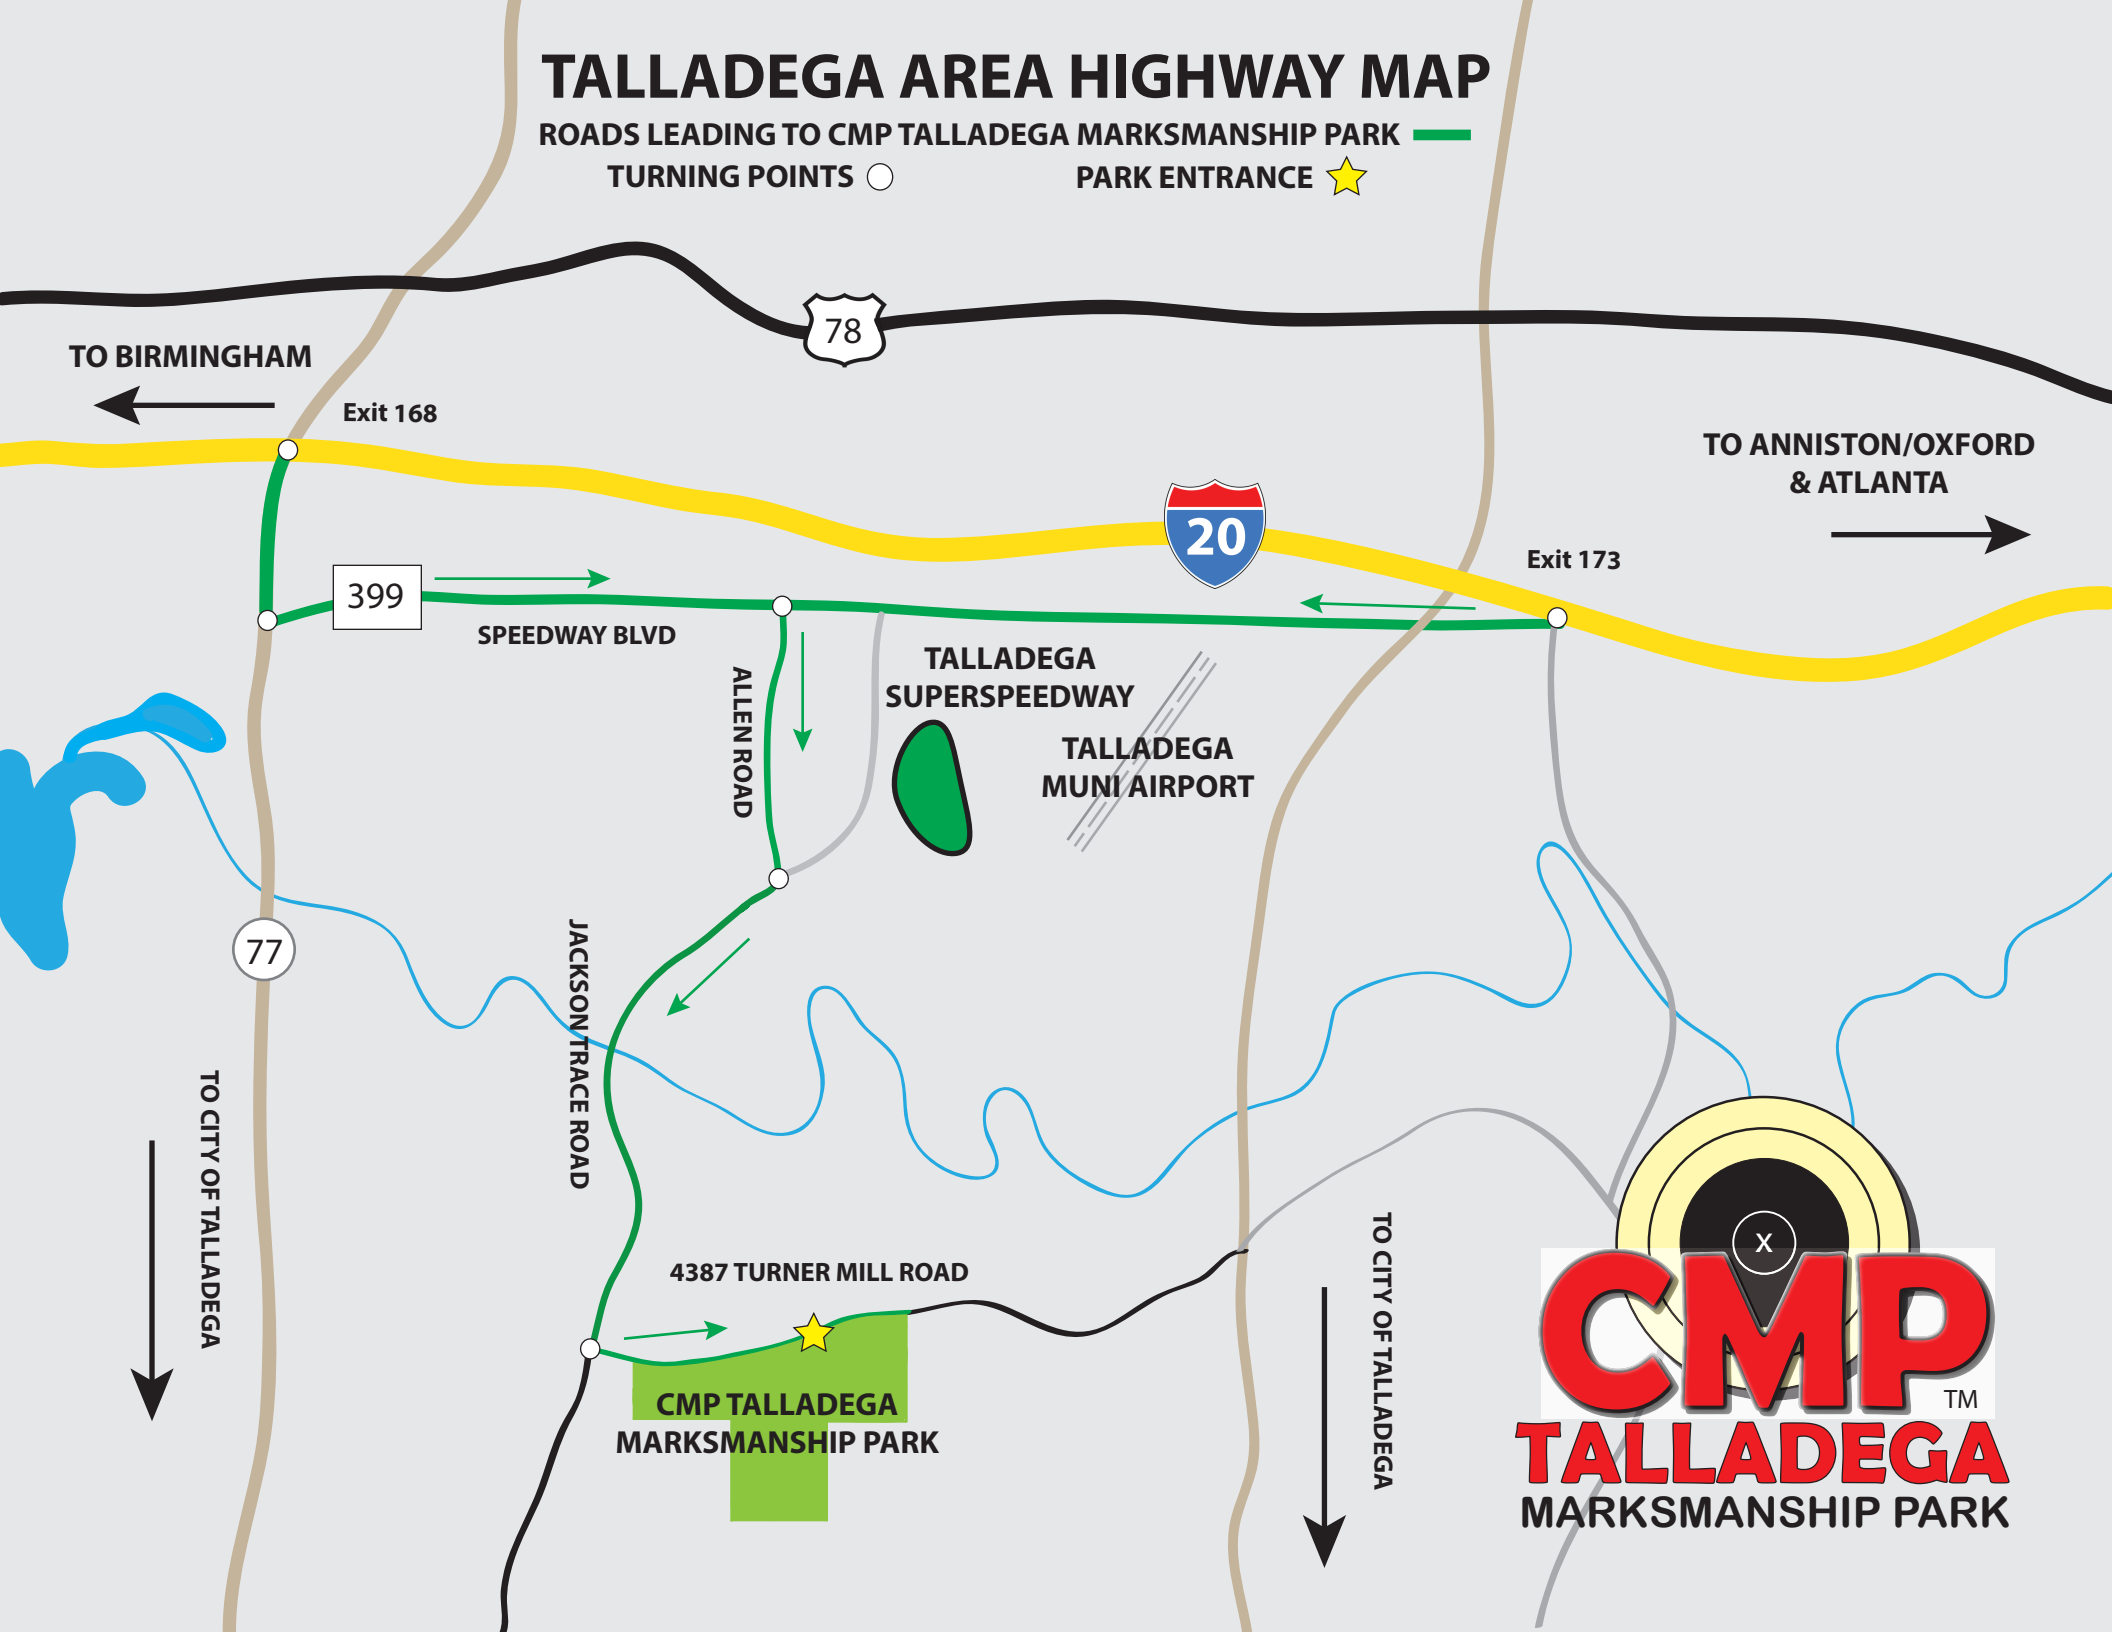 TALLADEGA AREA HIGHWAY MAP
ROADS LEADING TO CMP TALLADEGA MARKSMANSHIP PARK
TURNING POINTS
PARK ENTRANCE
78
TO BIRMINGHAM
Exit 168
TO ANNISTON/OXFORD
& ATLANTA
20
Exit 173
399
SPEEDWAY BLVD
ALLEN ROAD
TALLADEGA
SUPERSPEEDWAY
TALLADEGA
MUNI AIRPORT
77
JACKSON TRACE ROAD
TO CITY OF TALLADEGA
4387 TURNER MILL ROAD
TO CITY OF TALLADEGA
CMP TALLADEGA
MARKSMANSHIP PARK
X
CMP
TM
TALLADEGA
MARKSMANSHIP PARK